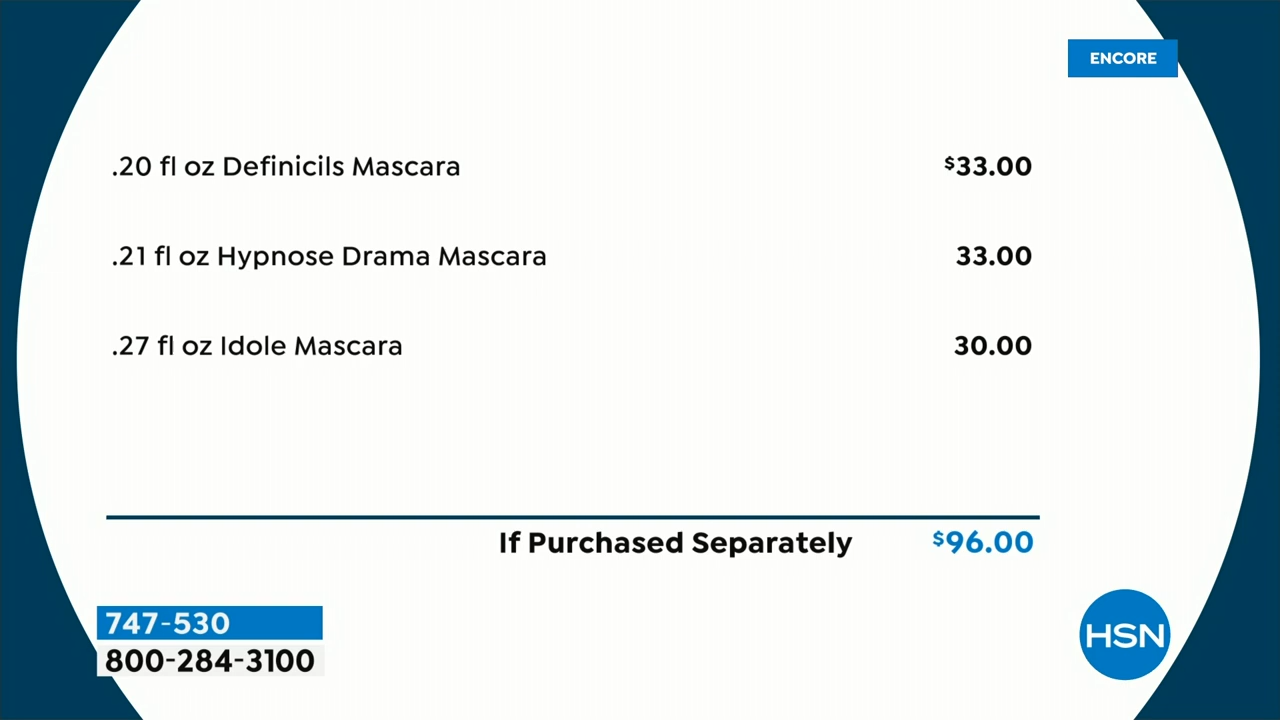 ENCORE
.20 fl oz Definicils Mascara $33.00
.21 fl oz Hypnose Drama Mascara 33.00
.27 fl oz Idole Mascara 30.00
If Purchased Separately $96.00
747-530
800-284-3100
HSN